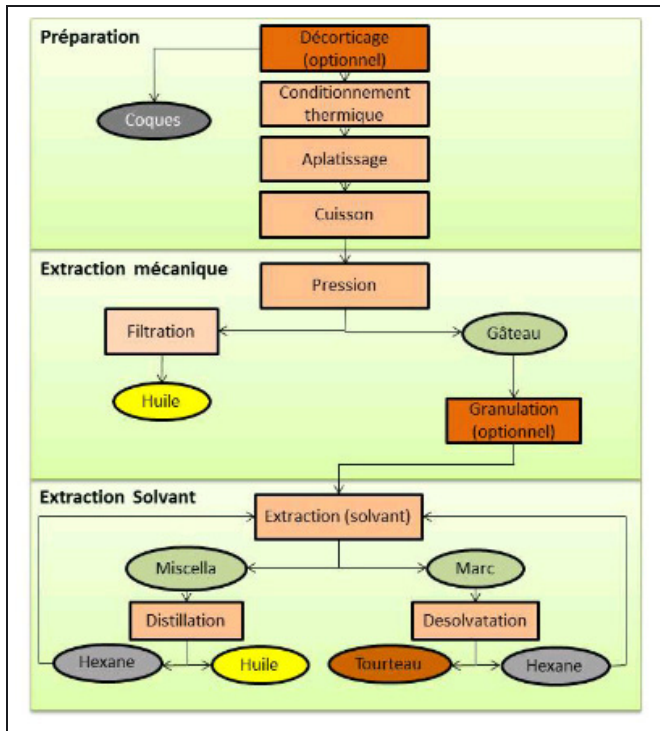 Préparation
Décorticage
(optionnel)
Coques
Conditionnement
thermique
Aplatissage
Cuisson
Extraction mécanique
Pression
Filtration
Gâteau
Huile
Granulation
(optionnel)
Extraction Solvant
Extraction (solvant)
Miscella
Marc
Distillation
Desolvatation
Hexane
Huile
Tourteau
Hexane